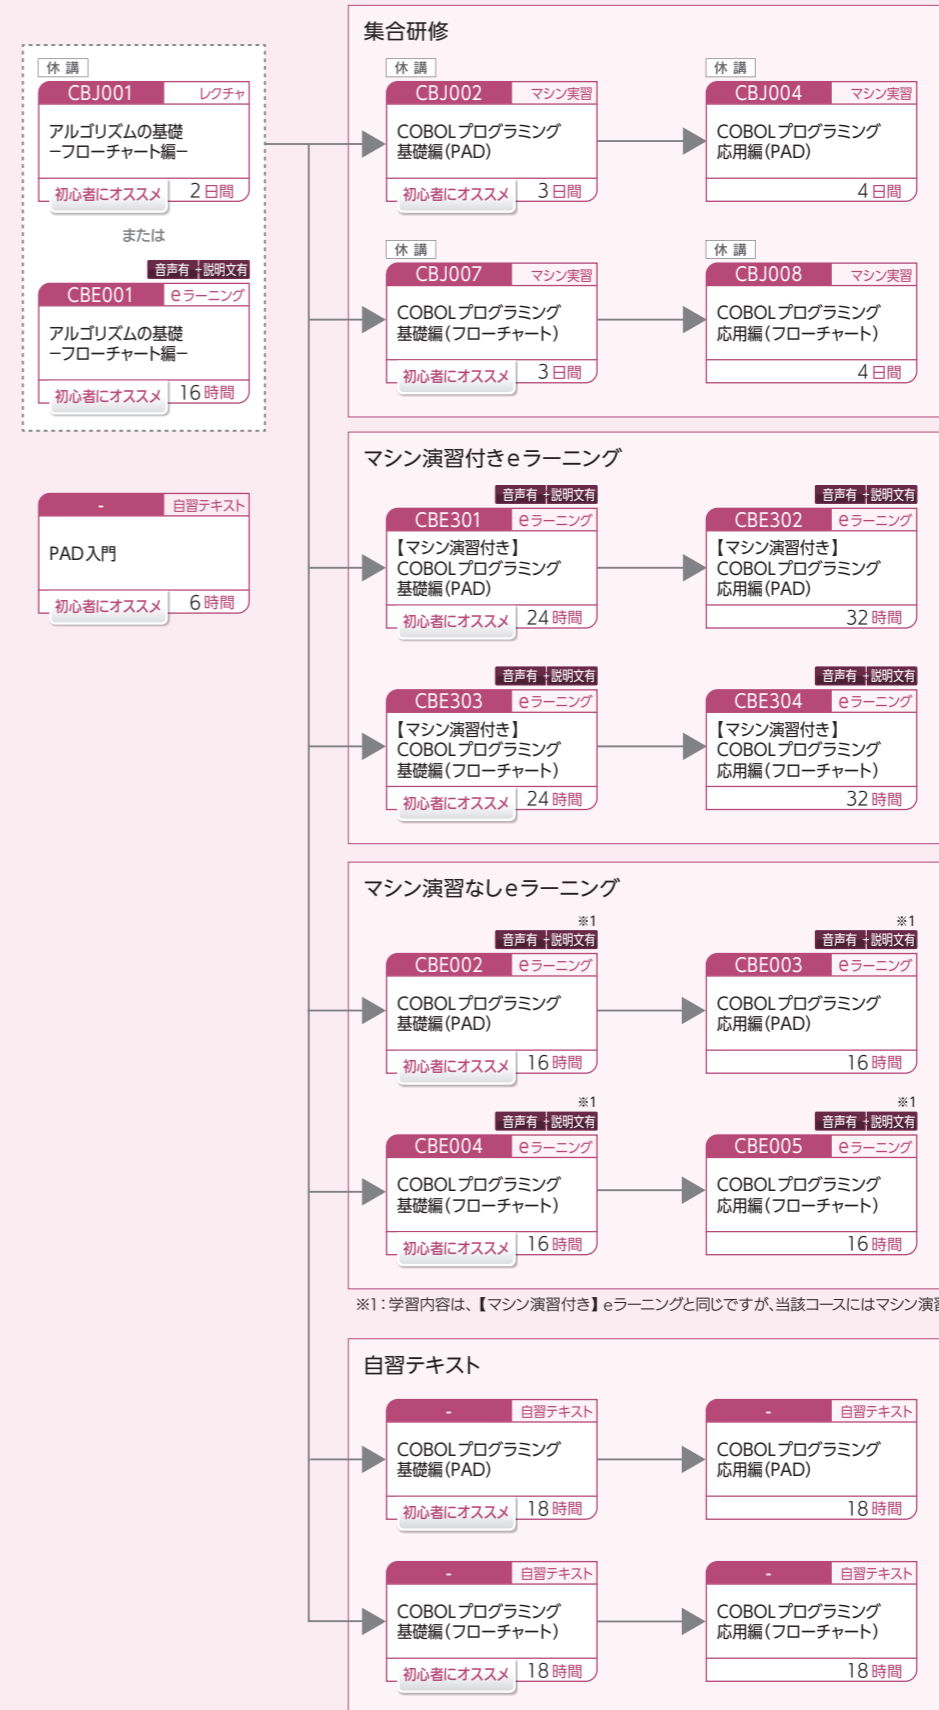 休 講
CBJ001 レクチャ
アルゴリズムの基礎
−フローチャート編−
初心者にオススメ 2日間
または
音声有 説明文有
CBE001 eラーニング
アルゴリズムの基礎
−フローチャート編−
初心者にオススメ 16時間
- 自習テキスト
PAD入門
初心者にオススメ 6時間
集合研修
休 講
CBJ002 マシン実習
COBOLプログラミング
基礎編(PAD)
初心者にオススメ 3日間
休 講
CBJ004 マシン実習
COBOLプログラミング
応用編(PAD)
4日間
休 講
CBJ007 マシン実習
COBOLプログラミング
基礎編(フローチャート)
初心者にオススメ 3日間
休 講
CBJ008 マシン実習
COBOLプログラミング
応用編(フローチャート)
4日間
マシン演習付きeラーニング
音声有 説明文有
CBE301 eラーニング
【マシン演習付き】
COBOLプログラミング
基礎編(PAD)
初心者にオススメ 24時間
音声有 説明文有
CBE302 eラーニング
【マシン演習付き】
COBOLプログラミング
応用編(PAD)
32時間
音声有 説明文有
CBE303 eラーニング
【マシン演習付き】
COBOLプログラミング
基礎編(フローチャート)
初心者にオススメ 24時間
音声有 説明文有
CBE304 eラーニング
【マシン演習付き】
COBOLプログラミング
応用編(フローチャート)
32時間
マシン演習なしeラーニング
※1
音声有 説明文有
CBE002 eラーニング
COBOLプログラミング
基礎編(PAD)
初心者にオススメ 16時間
※1
音声有 説明文有
CBE003 eラーニング
COBOLプログラミング
応用編(PAD)
16時間
※1
音声有 説明文有
CBE004 eラーニング
COBOLプログラミング
基礎編(フローチャート)
初心者にオススメ 16時間
※1
音声有 説明文有
CBE005 eラーニング
COBOLプログラミング
応用編(フローチャート)
16時間
※1：学習内容は、【マシン演習付き】eラーニングと同じですが、当該コースにはマシン演習
自習テキスト
- 自習テキスト
COBOLプログラミング
基礎編(PAD)
初心者にオススメ 18時間
- 自習テキスト
COBOLプログラミング
応用編(PAD)
18時間
- 自習テキスト
COBOLプログラミング
基礎編(フローチャート)
初心者にオススメ 18時間
- 自習テキスト
COBOLプログラミング
応用編(フローチャート)
18時間